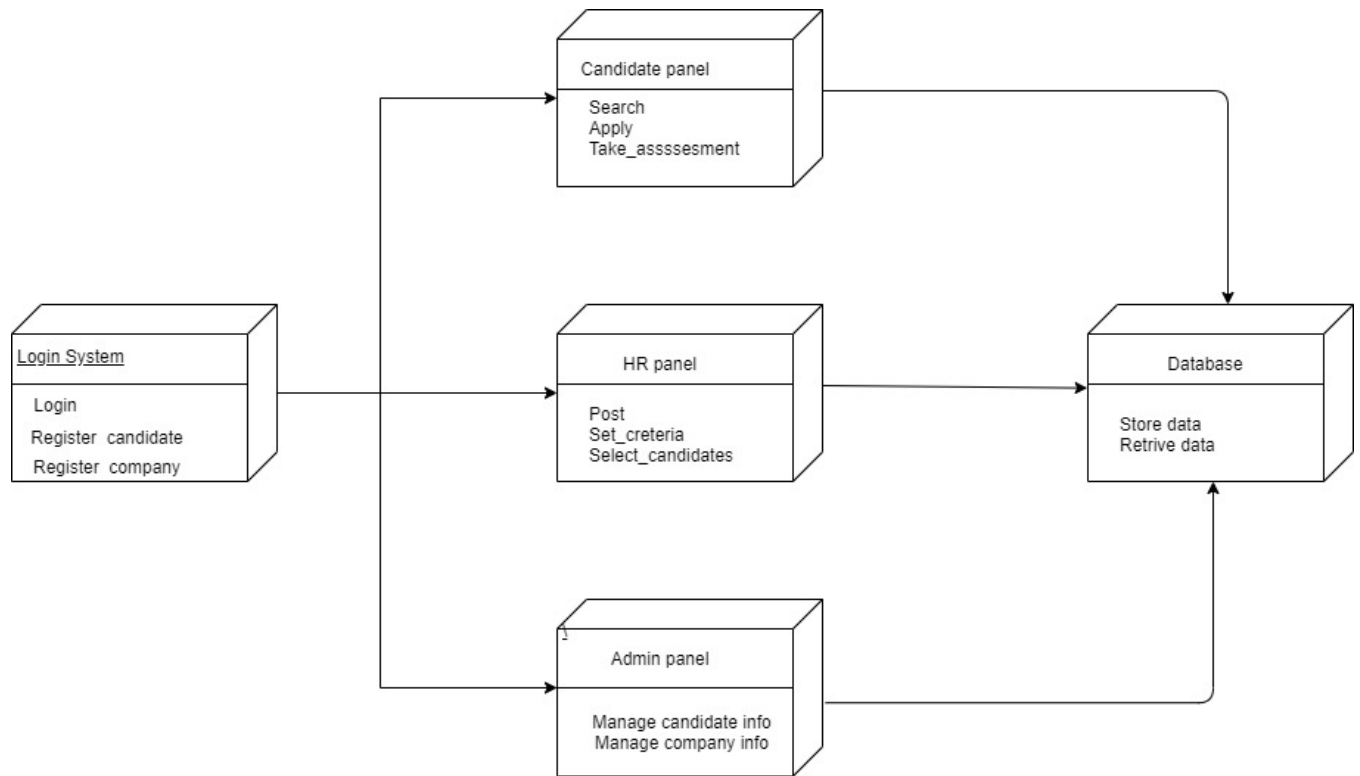 Candidate panel
Search
Apply
Take_assssesment
Login System
Login
Register candidate
Register company
HR panel
Post
Set_creteria
Select_candidates
Database
Store data
Retrive data
Admin panel
Manage candidate info
Manage company info